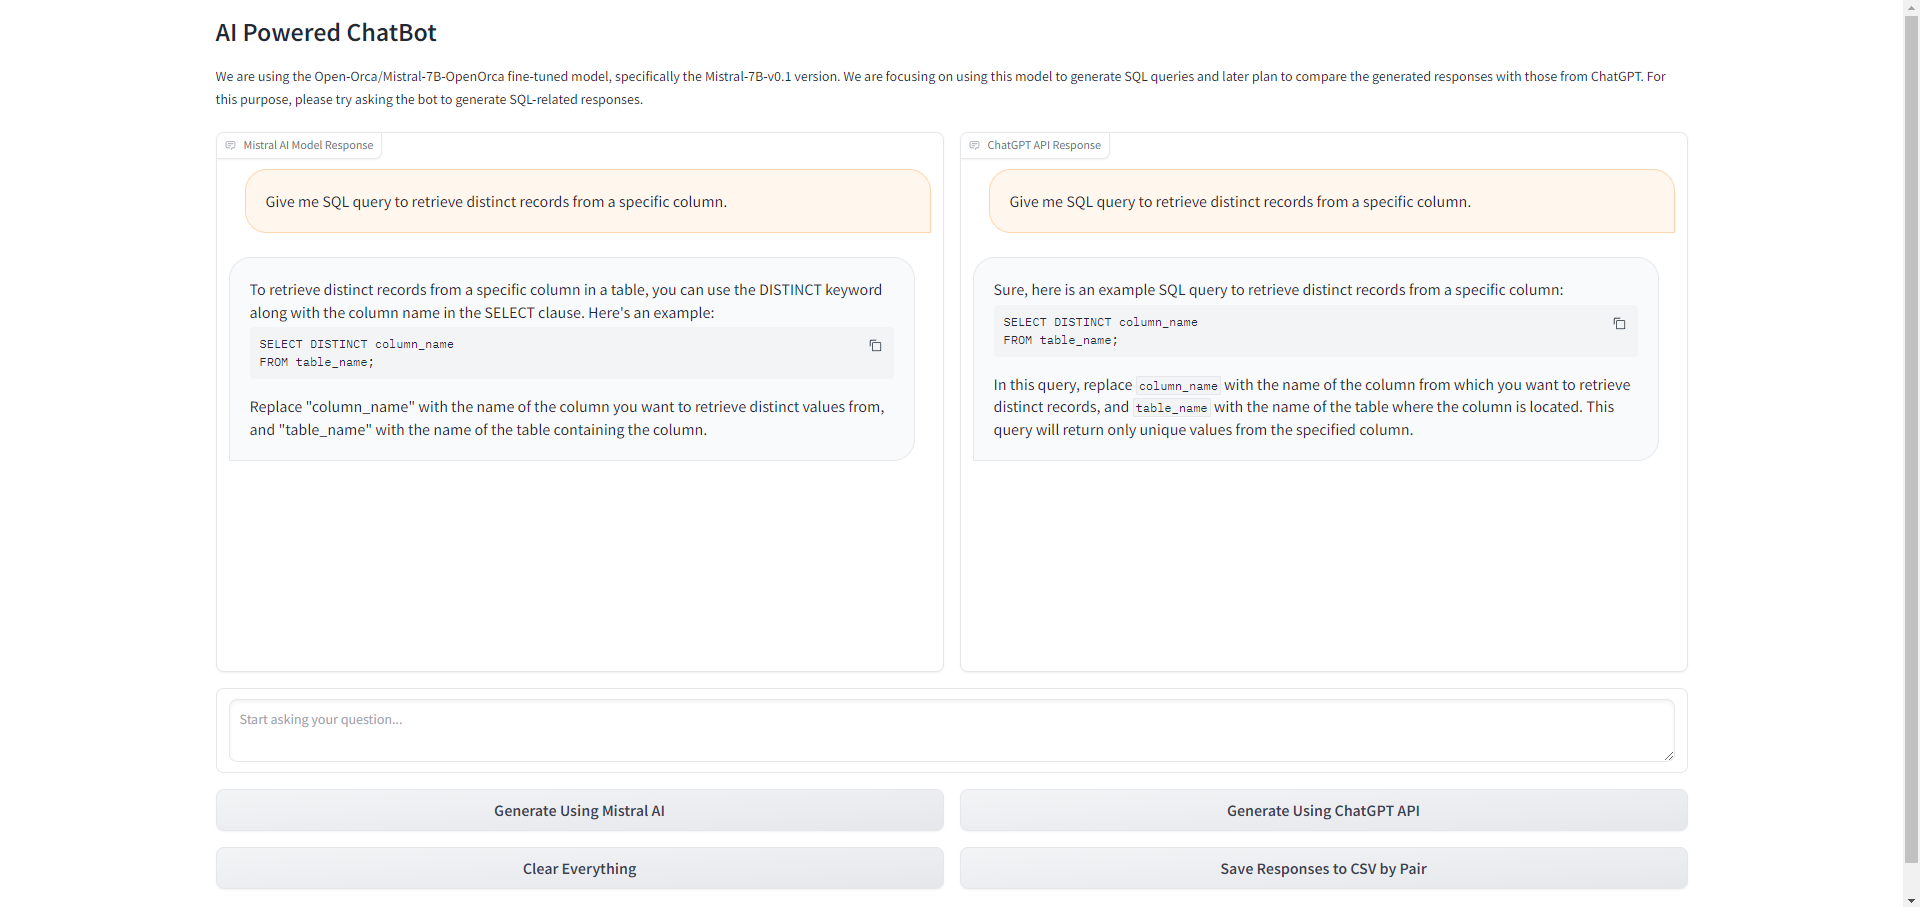 AI Powered ChatBot
We are using the Open-Orca/Mistral-7B-OpenOrca fine-tuned model, specifically the Mistral-7B-v0.1 version. We are focusing on using this model to generate SQL queries and later plan to compare the generated responses with those from ChatGPT. For
this purpose, please try asking the bot to generate SQL-related responses.
Mistral AI Model Response
Give me SQL query to retrieve distinct records from a specific column.
To retrieve distinct records from a specific column in a table, you can use the DISTINCT keyword
along with the column name in the SELECT clause. Here's an example:
SELECT DISTINCT column_name
FROM table_name;
Replace "column_name" with the name of the column you want to retrieve distinct values from,
and "table_name" with the name of the table containing the column.
ChatGPT API Response
Give me SQL query to retrieve distinct records from a specific column.
Sure, here is an example SQL query to retrieve distinct records from a specific column:
SELECT DISTINCT column_name
FROM table_name;
In this query, replace column_name with the name of the column from which you want to retrieve
distinct records, and table_name with the name of the table where the column is located. This
query will return only unique values from the specified column.
Start asking your question...
Generate Using Mistral AI
Generate Using ChatGPT API
Clear Everything
Save Responses to CSV by Pair